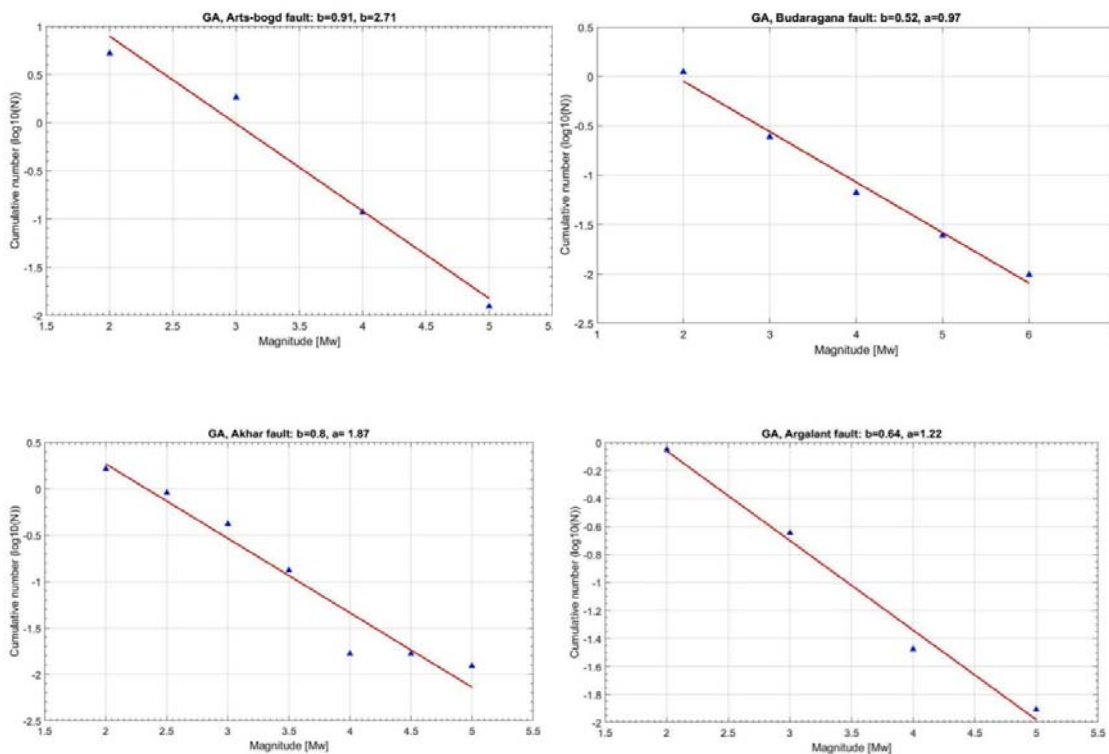 GA, Arts-bogd fault: b=0.91, b=2.71
1
0.5
0
-0.5
-1
-1.5
-2
Cumulative number (log10(N))
1.5 2 2.5 3 3.5 4 4.5 5 5.
Magnitude [Mw]
GA, Budaragana fault: b=0.52, a=0.97
0
-0.5
-1
-1.5
-2
-2.5
Cumulative number (log10(N))
1 2 3 4 5 6
Magnitude [Mw]
GA, Akhar fault: b=0.8, a= 1.87
0.5
0
-0.5
-1
-1.5
-2
-2.5
Cumulative number (log10(N))
1.5 2 2.5 3 3.5 4 4.5 5 5.5
Magnitude [Mw]
GA, Argalant fault: b=0.64, a=1.22
0
-0.2
-0.4
-0.6
-0.8
-1
-1.2
-1.4
-1.6
-1.8
-2
Cumulative number (log10(N))
1.5 2 2.5 3 3.5 4 4.5 5 5.5
Magnitude [Mw]